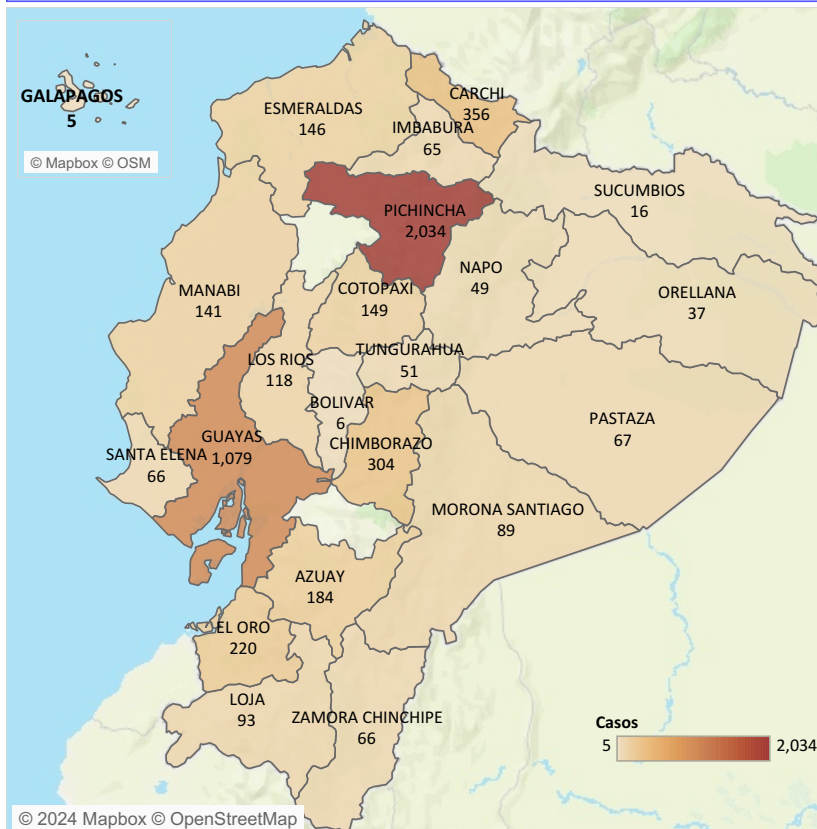 GALAPAGOS
5
© Mapbox © OSM
ESMERALDAS
146
CARCHI
356
IMBABURA
65
SUCUMBIOS
16
PICHINCHA
2,034
NAPO
49
ORELLANA
37
MANABI
141
COTOPAXI
149
LOS RIOS
118
TUNGURAHUA
51
BOLIVAR
6
PASTAZA
67
GUAYAS
1,079
SANTA ELENA
66
CHIMBORAZO
304
MORONA SANTIAGO
89
AZUAY
184
EL ORO
220
LOJA
93
ZAMORA CHINCHIPE
66
Casos
5 2,034
© 2024 Mapbox © OpenStreetMap